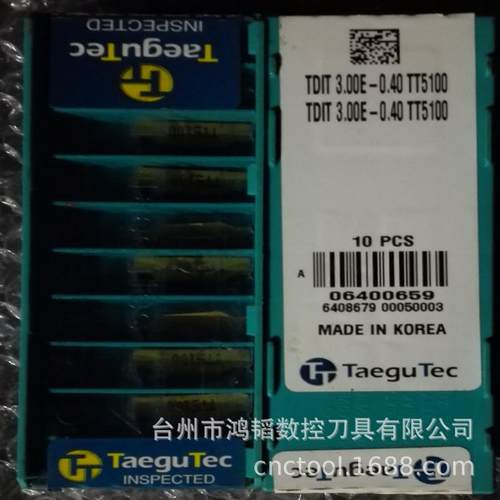 TaeguTec
INSPECTED
TDIT 3.00E-0.40 TT5100
TDIT 3.00E-0.40 TT5100
10 PCS
A
06400659
6408679 00050003
MADE IN KOREA
TaeguTec
台州市鸿韬数控刀具有限公司
TaeguTec
INSPECTED
cnctool.1688.com
TaeguTec